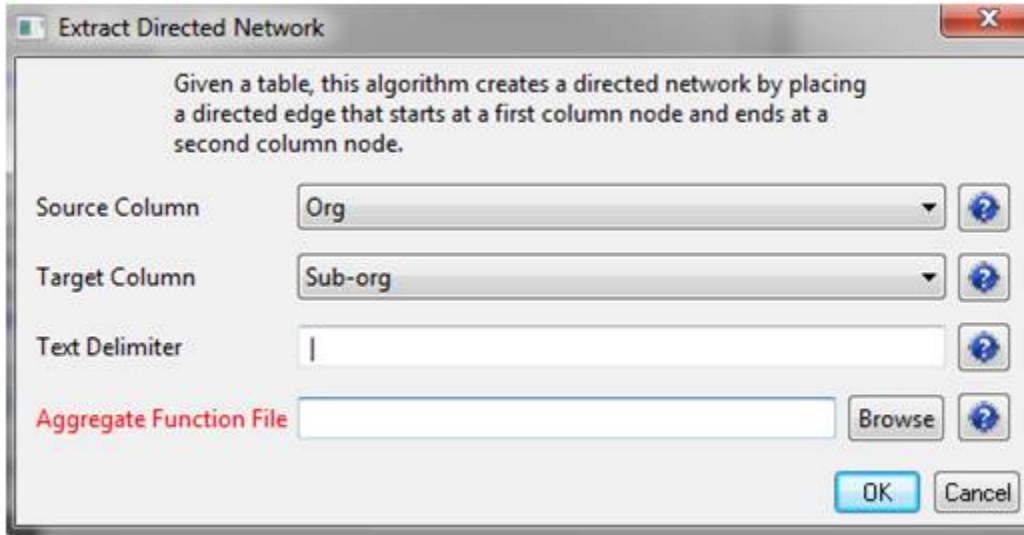 Extract Directed Network
Given a table, this algorithm creates a directed network by placing
a directed edge that starts at a first column node and ends at a
second column node.
Source Column Org
Target Column Sub-org
Text Delimiter |
Aggregate Function File Browse
OK Cancel